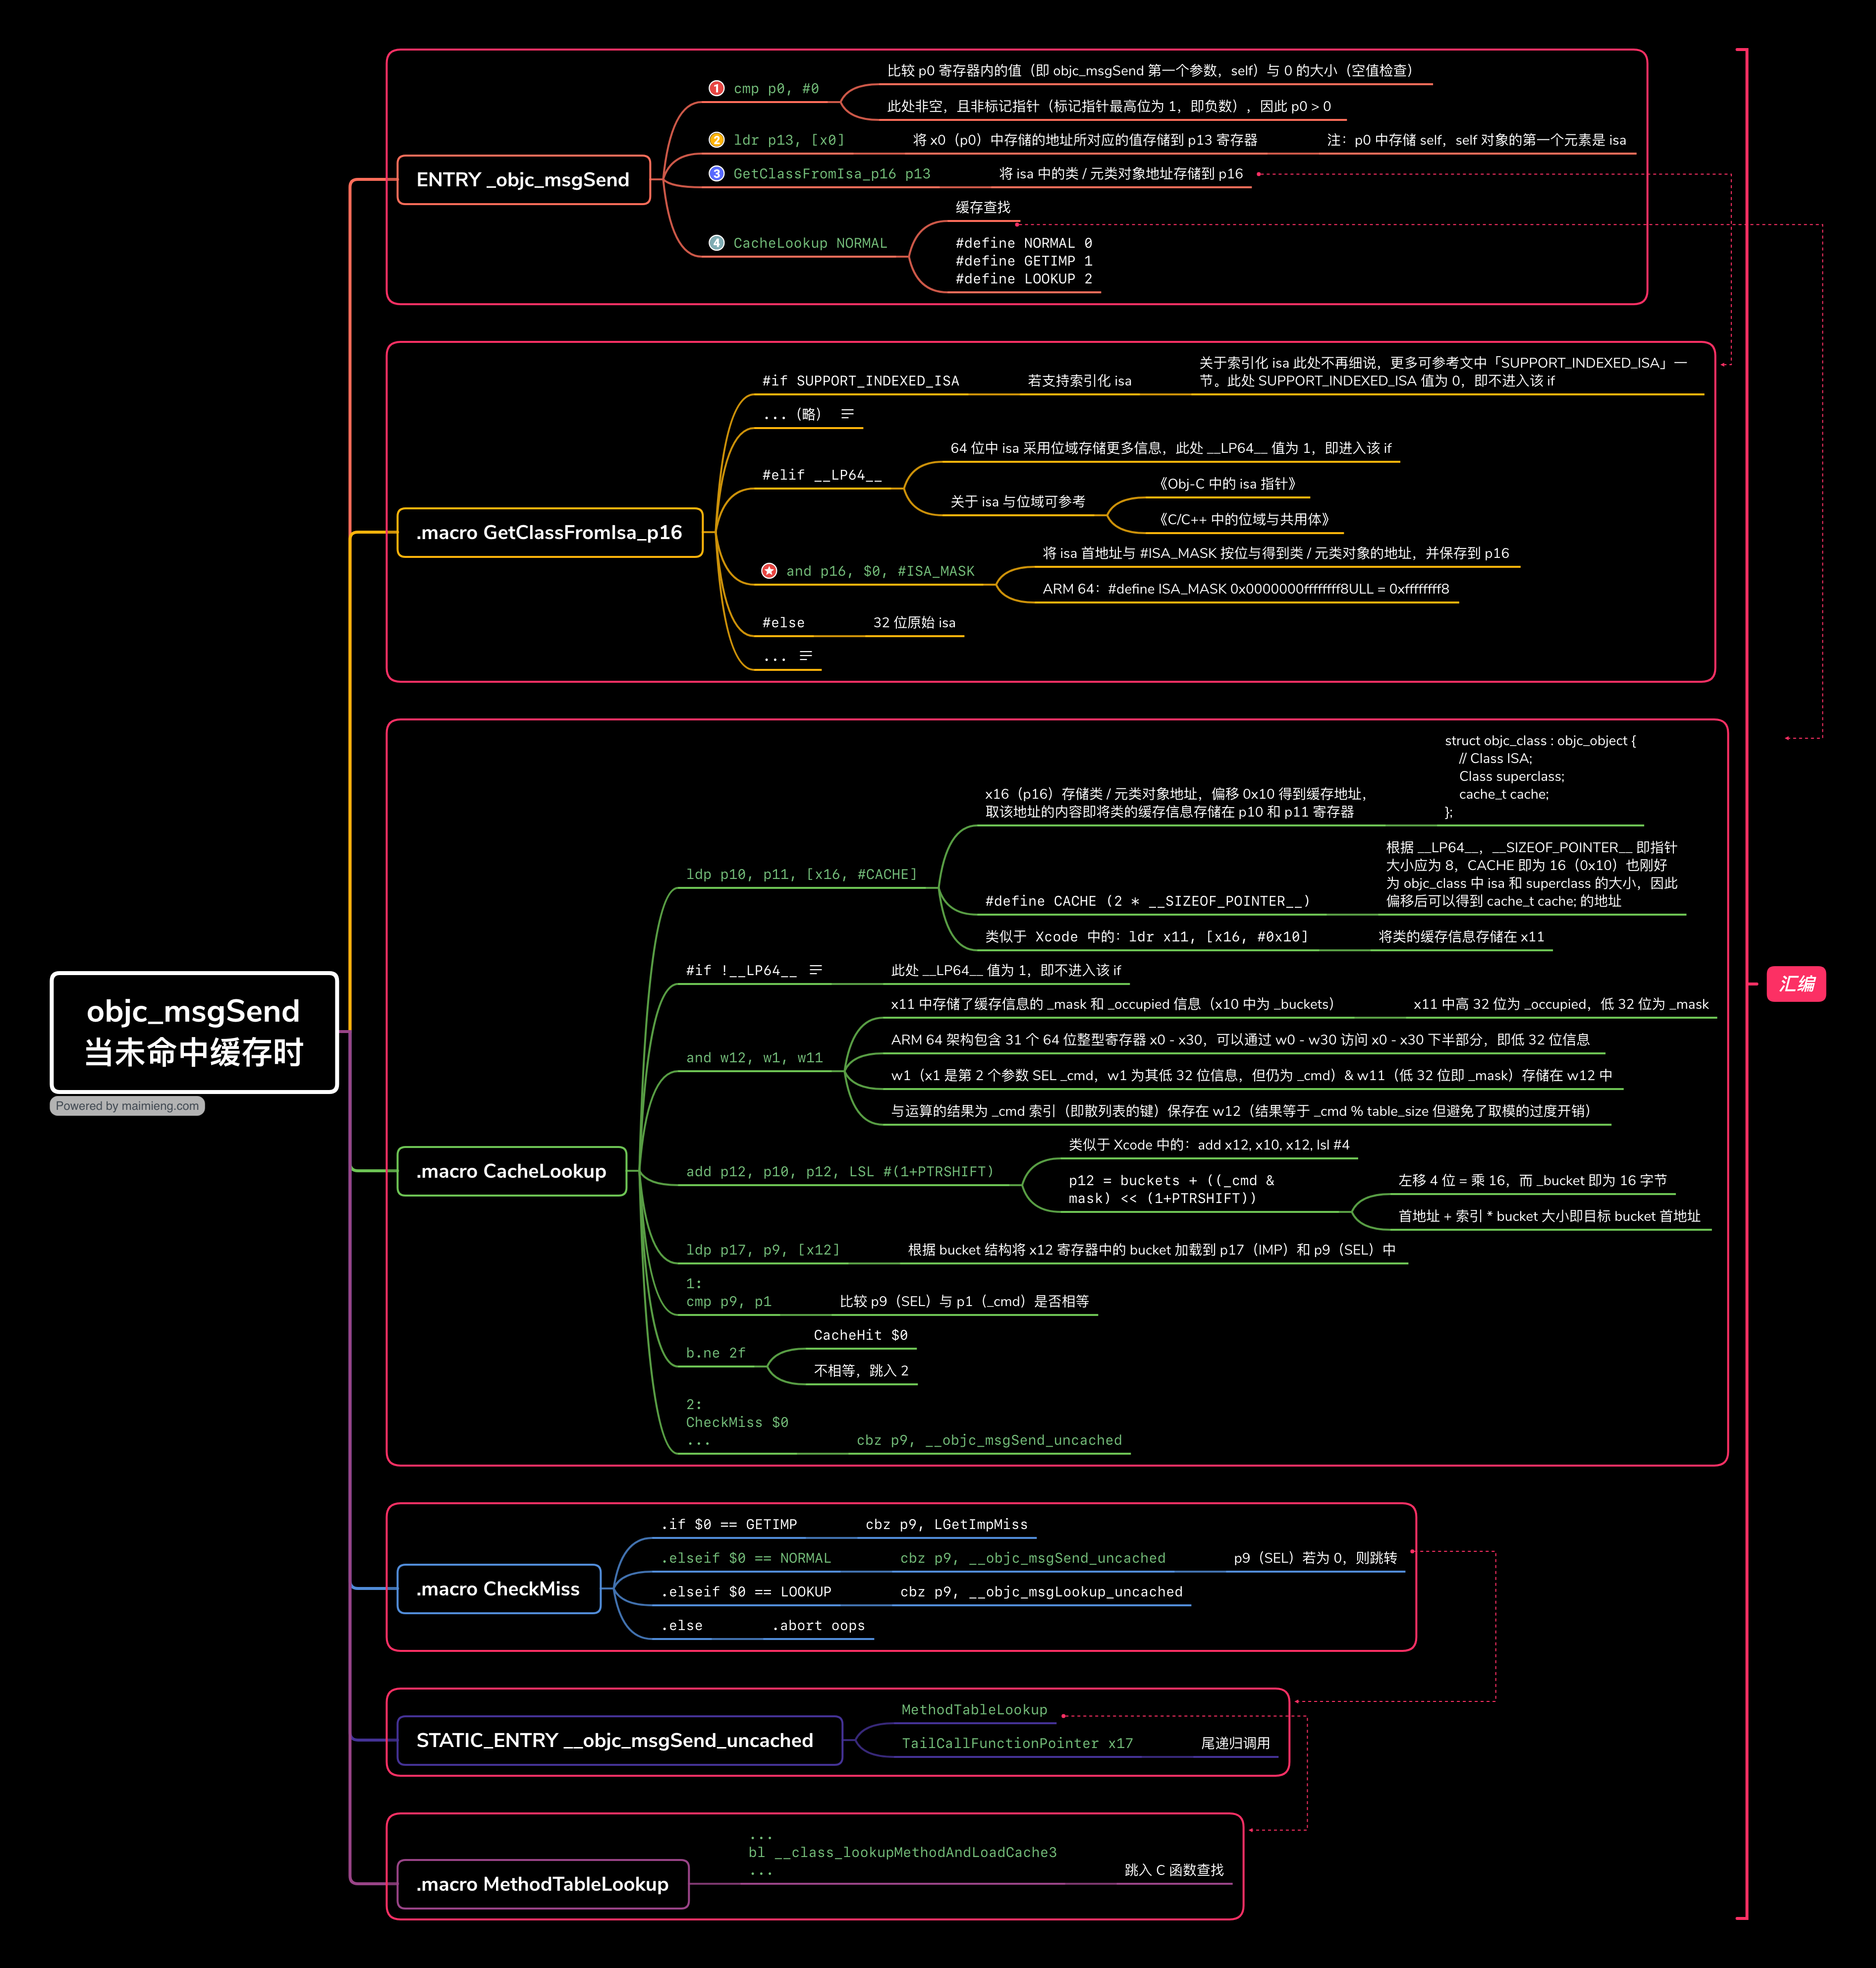 objc_msgSend
当未命中缓存时
Powered by maimieng.com
ENTRY _objc_msgSend
1 cmp p0, #0
比较 p0 寄存器内的值（即 objc_msgSend 第一个参数，self）与 0 的大小（空值检查）
此处非空，且非标记指针（标记指针最高位为 1，即负数），因此 p0 > 0
2 ldr p13, [x0]
将 x0（p0）中存储的地址所对应的值存储到 p13 寄存器
注：p0 中存储 self，self 对象的第一个元素是 isa
3 GetClassFromIsa_p16 p13
将 isa 中的类 / 元类对象地址存储到 p16
4 CacheLookup NORMAL
缓存查找
#define NORMAL 0
#define GETIMP 1
#define LOOKUP 2
.macro GetClassFromIsa_p16
#if SUPPORT_INDEXED_ISA
若支持索引化 isa
关于索引化 isa 此处不再细说，更多可参考文中「SUPPORT_INDEXED_ISA」一
节。此处 SUPPORT_INDEXED_ISA 值为 0，即不进入该 if
...（略）
#elif __LP64__
64 位中 isa 采用位域存储更多信息，此处 __LP64__ 值为 1，即进入该 if
关于 isa 与位域可参考
《Obj-C 中的 isa 指针》
《C/C++ 中的位域与共用体》
and p16, $0, #ISA_MASK
将 isa 首地址与 #ISA_MASK 按位与得到类 / 元类对象的地址，并保存到 p16
ARM 64：#define ISA_MASK 0x0000000ffffffff8ULL = 0xffffffff8
#else
32 位原始 isa
...
.macro CacheLookup
ldp p10, p11, [x16, #CACHE]
x16（p16）存储类 / 元类对象地址，偏移 0x10 得到缓存地址，
取该地址的内容即将类的缓存信息存储在 p10 和 p11 寄存器
struct objc_class : objc_object {
// Class ISA;
Class superclass;
cache_t cache;
};
#define CACHE (2 * __SIZEOF_POINTER__)
根据 __LP64__，__SIZEOF_POINTER__ 即指针
大小应为 8，CACHE 即为 16（0x10）也刚好
为 objc_class 中 isa 和 superclass 的大小，因此
偏移后可以得到 cache_t cache; 的地址
类似于 Xcode 中的：ldr x11, [x16, #0x10]
将类的缓存信息存储在 x11
#if !__LP64__
此处 __LP64__ 值为 1，即不进入该 if
and w12, w1, w11
x11 中存储了缓存信息的 _mask 和 _occupied 信息（x10 中为 _buckets）
x11 中高 32 位为 _occupied，低 32 位为 _mask
ARM 64 架构包含 31 个 64 位整型寄存器 x0 - x30，可以通过 w0 - w30 访问 x0 - x30 下半部分，即低 32 位信息
w1（x1 是第 2 个参数 SEL _cmd，w1 为其低 32 位信息，但仍为 _cmd）& w11（低 32 位即 _mask）存储在 w12 中
与运算的结果为 _cmd 索引（即散列表的键）保存在 w12（结果等于 _cmd % table_size 但避免了取模的过度开销）
add p12, p10, p12, LSL #(1+PTRSHIFT)
类似于 Xcode 中的：add x12, x10, x12, lsl #4
p12 = buckets + ((_cmd &
mask) << (1+PTRSHIFT))
左移 4 位 = 乘 16，而 _bucket 即为 16 字节
首地址 + 索引 * bucket 大小即目标 bucket 首地址
ldp p17, p9, [x12]
根据 bucket 结构将 x12 寄存器中的 bucket 加载到 p17（IMP）和 p9（SEL）中
1:
cmp p9, p1
比较 p9（SEL）与 p1（_cmd）是否相等
b.ne 2f
CacheHit $0
不相等，跳入 2
2:
CheckMiss $0
...
cbz p9, __objc_msgSend_uncached
.macro CheckMiss
.if $0 == GETIMP
cbz p9, LGetImpMiss
.elseif $0 == NORMAL
cbz p9, __objc_msgSend_uncached
p9（SEL）若为 0，则跳转
.elseif $0 == LOOKUP
cbz p9, __objc_msgLookup_uncached
.else
.abort oops
STATIC_ENTRY __objc_msgSend_uncached
MethodTableLookup
TailCallFunctionPointer x17
尾递归调用
.macro MethodTableLookup
...
bl __class_lookupMethodAndLoadCache3
...
跳入 C 函数查找
汇编